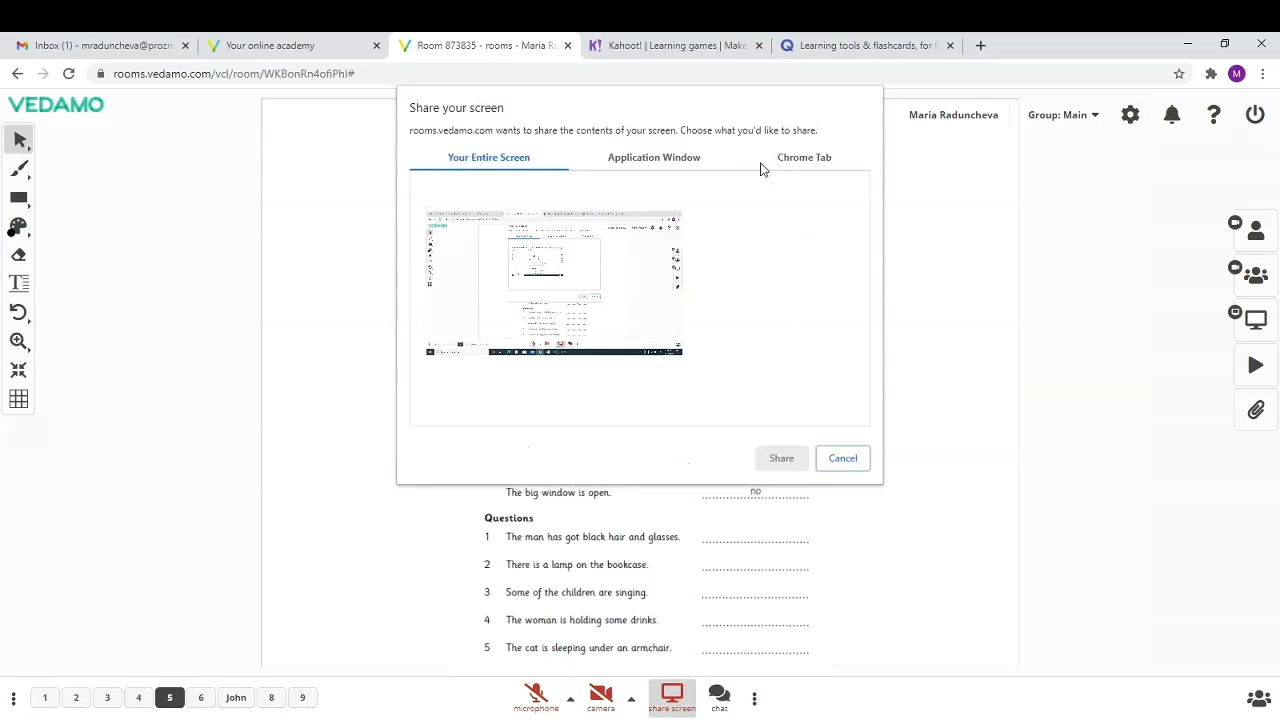 Inbox (1) - mraduncheva@prozn
Your online academy
Room 873835 - rooms - Maria Ra
Kahoot! | Learning games | Make
Learning tools & flashcards, for f
rooms.vedamo.com/vcl/room/WKBonRn4ofiPhI#
M
VEDAMO
Maria Raduncheva
Group: Main
Share your screen
rooms.vedamo.com wants to share the contents of your screen. Choose what you'd like to share.
Your Entire Screen
Application Window
Chrome Tab
Share
Cancel
The big window is open. no
Questions
1 The man has got black hair and glasses.
2 There is a lamp on the bookcase.
3 Some of the children are singing.
4 The woman is holding some drinks.
5 The cat is sleeping under an armchair.
1 2 3 4 5 6 John 8 9
microphone
camera
share screen
chat